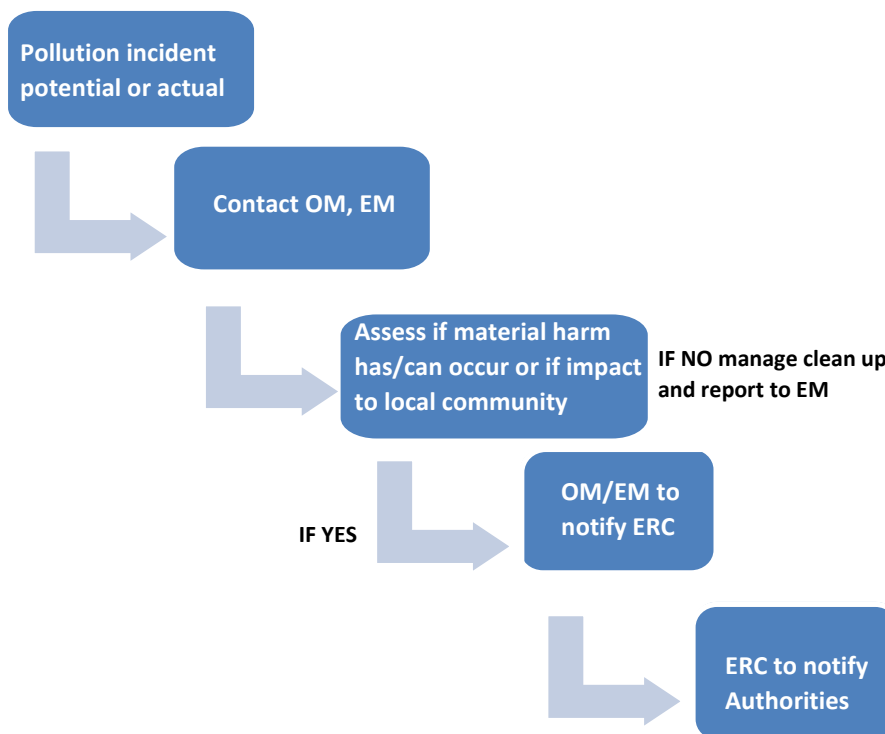 Pollution incident
potential or actual
Contact OM, EM
Assess if material harm
has/can occur or if impact
to local community
IF NO manage clean up
and report to EM
OM/EM to
notify ERC
IF YES
ERC to notify
Authorities